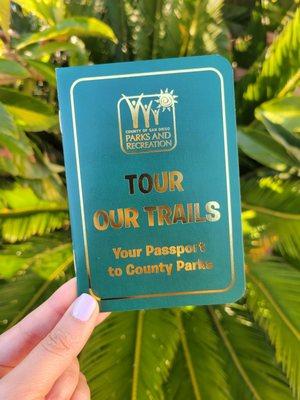 COUNTY OF SAN DIEGO
PARKS AND
RECREATION
TOUR
OUR TRAILS
Your Passport
to County Parks